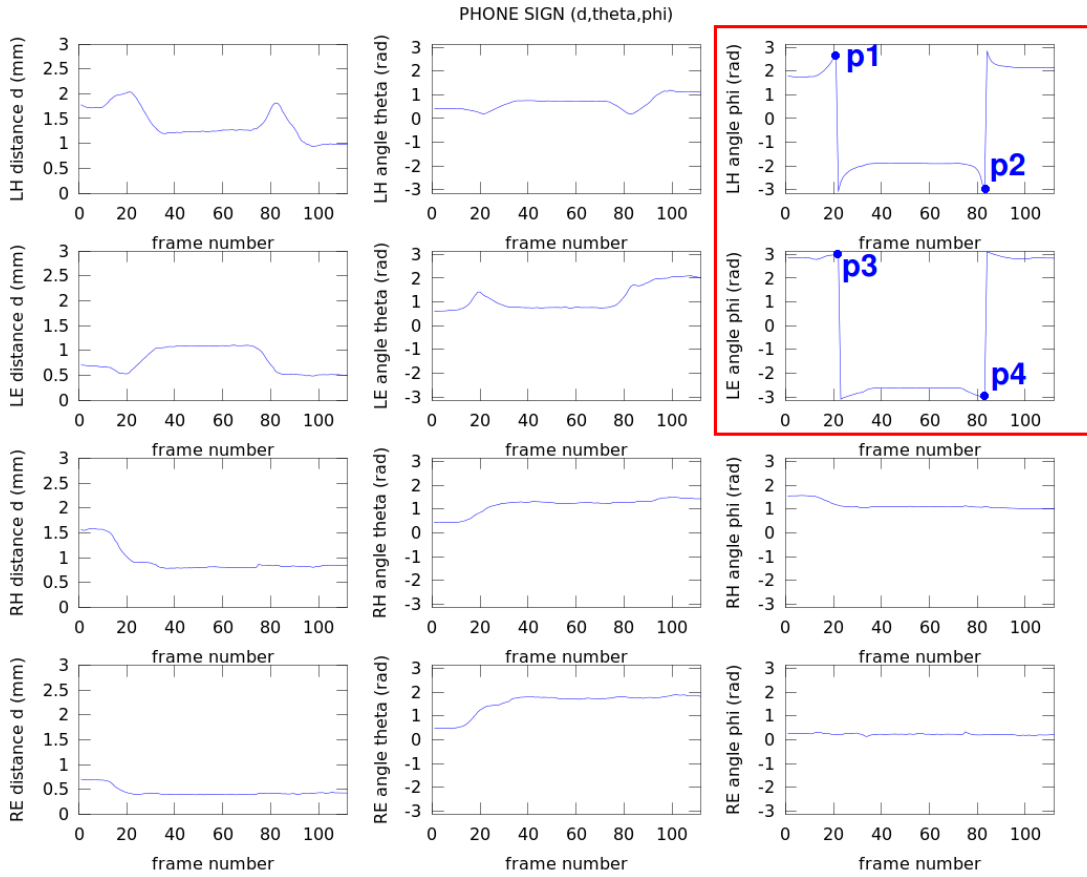 PHONE SIGN (d,theta,phi)
LH distance d (mm)
3
2.5
2
1.5
1
0.5
0
0 20 40 60 80 100
frame number
LH angle theta (rad)
3
2
1
0
-1
-2
-3
0 20 40 60 80 100
frame number
LH angle phi (rad)
3
2
1
0
-1
-2
-3
p1
p2
0 20 40 60 80 100
frame number
LE distance d (mm)
3
2.5
2
1.5
1
0.5
0
0 20 40 60 80 100
frame number
LE angle theta (rad)
3
2
1
0
-1
-2
-3
0 20 40 60 80 100
frame number
LE angle phi (rad)
3
2
1
0
-1
-2
-3
p3
p4
0 20 40 60 80 100
frame number
RH distance d (mm)
3
2.5
2
1.5
1
0.5
0
0 20 40 60 80 100
frame number
RH angle theta (rad)
3
2
1
0
-1
-2
-3
0 20 40 60 80 100
frame number
RH angle phi (rad)
3
2
1
0
-1
-2
-3
0 20 40 60 80 100
frame number
RE distance d (mm)
3
2.5
2
1.5
1
0.5
0
0 20 40 60 80 100
frame number
RE angle theta (rad)
3
2
1
0
-1
-2
-3
0 20 40 60 80 100
frame number
RE angle phi (rad)
3
2
1
0
-1
-2
-3
0 20 40 60 80 100
frame number